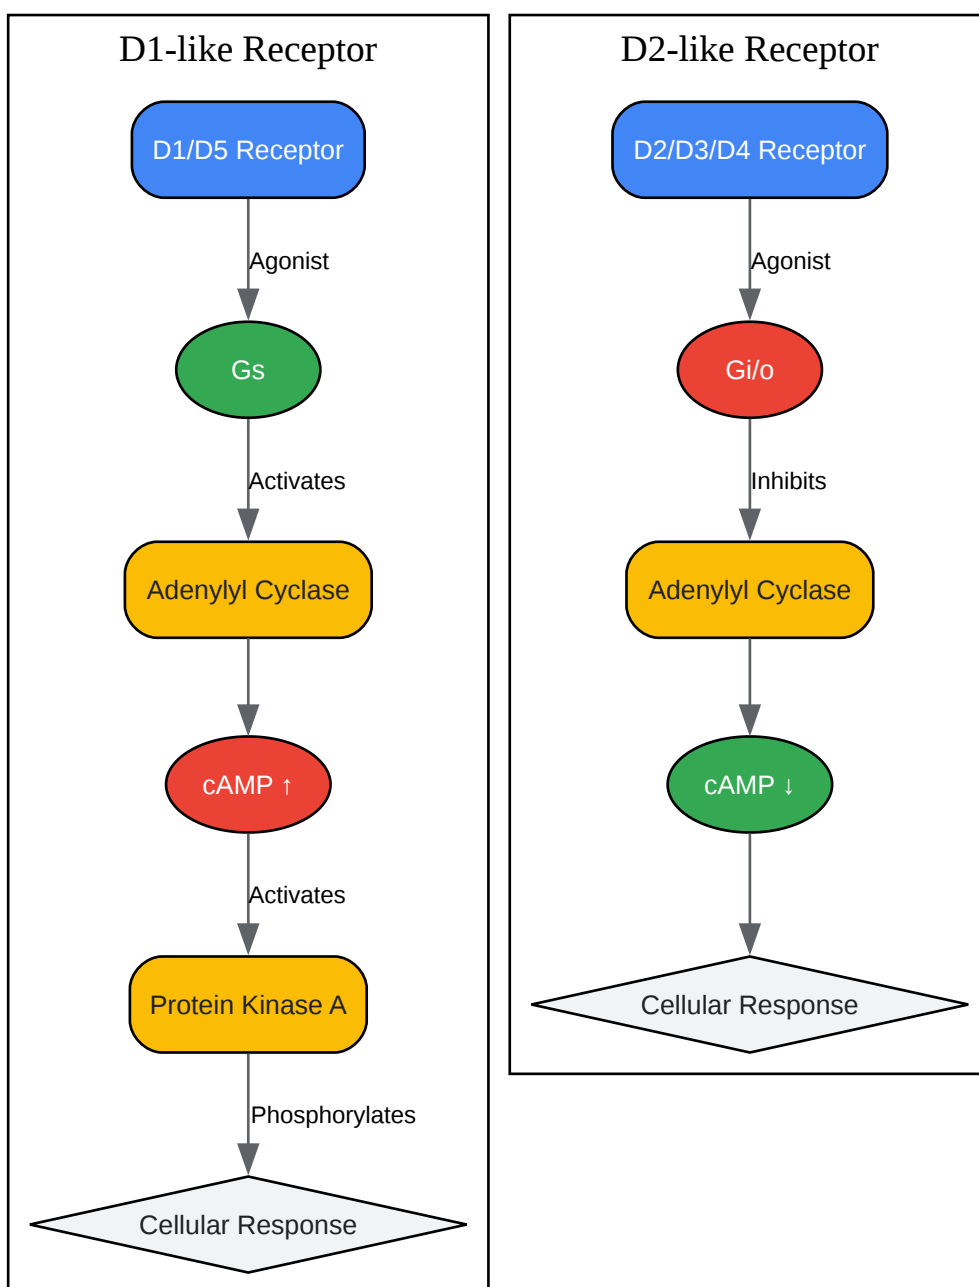 D1-like Receptor
D1/D5 Receptor
Agonist
Gs
Activates
Adenylyl Cyclase
cAMP ↑
Activates
Protein Kinase A
Phosphorylates
Cellular Response
D2-like Receptor
D2/D3/D4 Receptor
Agonist
Gi/o
Inhibits
Adenylyl Cyclase
cAMP ↓
Cellular Response